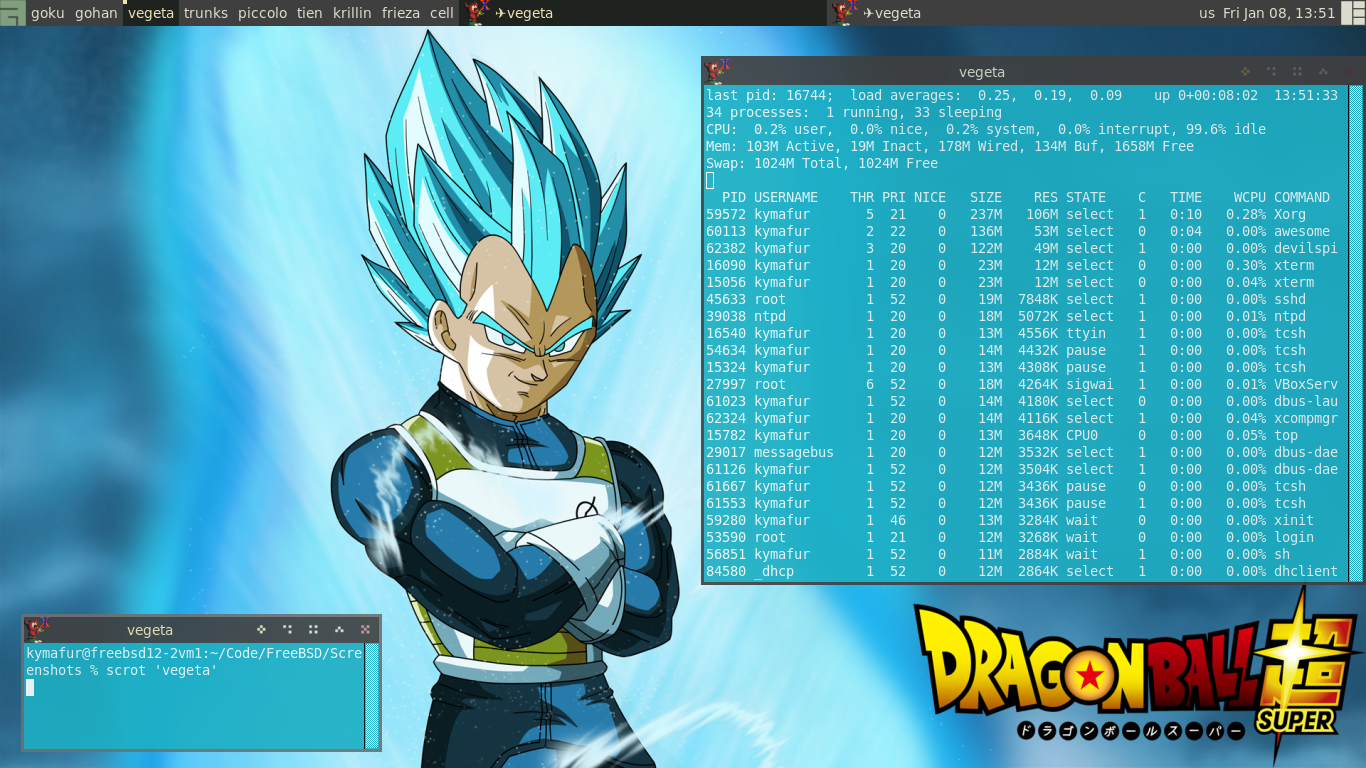 goku gohan vegeta trunks piccolo tien krillin frieza cell ✈vegeta ✈vegeta us Fri Jan 08, 13:51
vegeta
last pid: 16744;  load averages:  0.25,  0.19,  0.09    up 0+00:08:02  13:51:33
34 processes:  1 running, 33 sleeping
CPU:  0.2% user,  0.0% nice,  0.2% system,  0.0% interrupt, 99.6% idle
Mem: 103M Active, 19M Inact, 178M Wired, 134M Buf, 1658M Free
Swap: 1024M Total, 1024M Free
PID USERNAME    THR PRI NICE   SIZE    RES STATE    C   TIME    WCPU COMMAND
59572 kymafur       5  21    0   237M   106M select   1   0:10   0.28% Xorg
60113 kymafur       2  22    0   136M    53M select   0   0:04   0.00% awesome
62382 kymafur       3  20    0   122M    49M select   1   0:00   0.00% devilspi
16090 kymafur       1  20    0    23M    12M select   0   0:00   0.30% xterm
15056 kymafur       1  20    0    23M    12M select   0   0:00   0.04% xterm
45633 root          1  52    0    19M  7848K select   1   0:00   0.00% sshd
39038 ntpd          1  20    0    18M  5072K select   1   0:00   0.01% ntpd
16540 kymafur       1  20    0    13M  4556K ttyin    1   0:00   0.00% tcsh
54634 kymafur       1  20    0    14M  4432K pause    1   0:00   0.00% tcsh
15324 kymafur       1  20    0    13M  4308K pause    1   0:00   0.00% tcsh
27997 root          6  52    0    18M  4264K sigwai   1   0:00   0.01% VBoxServ
61023 kymafur       1  52    0    14M  4180K select   0   0:00   0.00% dbus-lau
62324 kymafur       1  20    0    14M  4116K select   1   0:00   0.04% xcompmgr
15782 kymafur       1  20    0    13M  3648K CPU0     0   0:00   0.05% top
29017 messagebus    1  20    0    12M  3532K select   1   0:00   0.00% dbus-dae
61126 kymafur       1  52    0    12M  3504K select   1   0:00   0.00% dbus-dae
61667 kymafur       1  52    0    12M  3436K pause    0   0:00   0.00% tcsh
61553 kymafur       1  52    0    12M  3436K pause    1   0:00   0.00% tcsh
59280 kymafur       1  46    0    13M  3284K wait     0   0:00   0.00% xinit
53590 root          1  21    0    12M  3268K wait     0   0:00   0.00% login
56851 kymafur       1  52    0    11M  2884K wait     1   0:00   0.00% sh
84580 _dhcp         1  52    0    12M  2864K select   1   0:00   0.00% dhclient
vegeta
kymafur@freebsd12-2vm1:~/Code/FreeBSD/Scre
enshots % scrot 'vegeta'
DRAGONBALL超
SUPER
ドラゴンボールスーパー